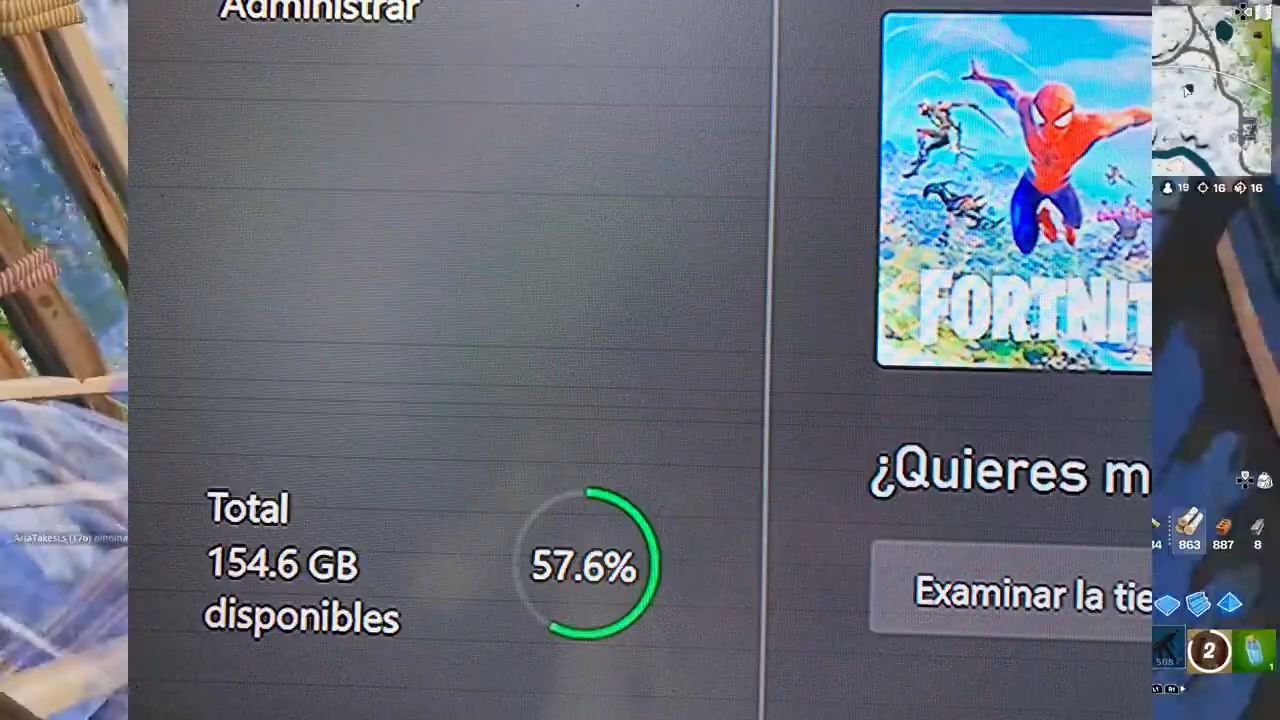 Administrar
FORTNIT
¿Quieres m
Total
154.6 GB
disponibles
57.6%
Examinar la tie
19 16 16
863 887 8
2
1